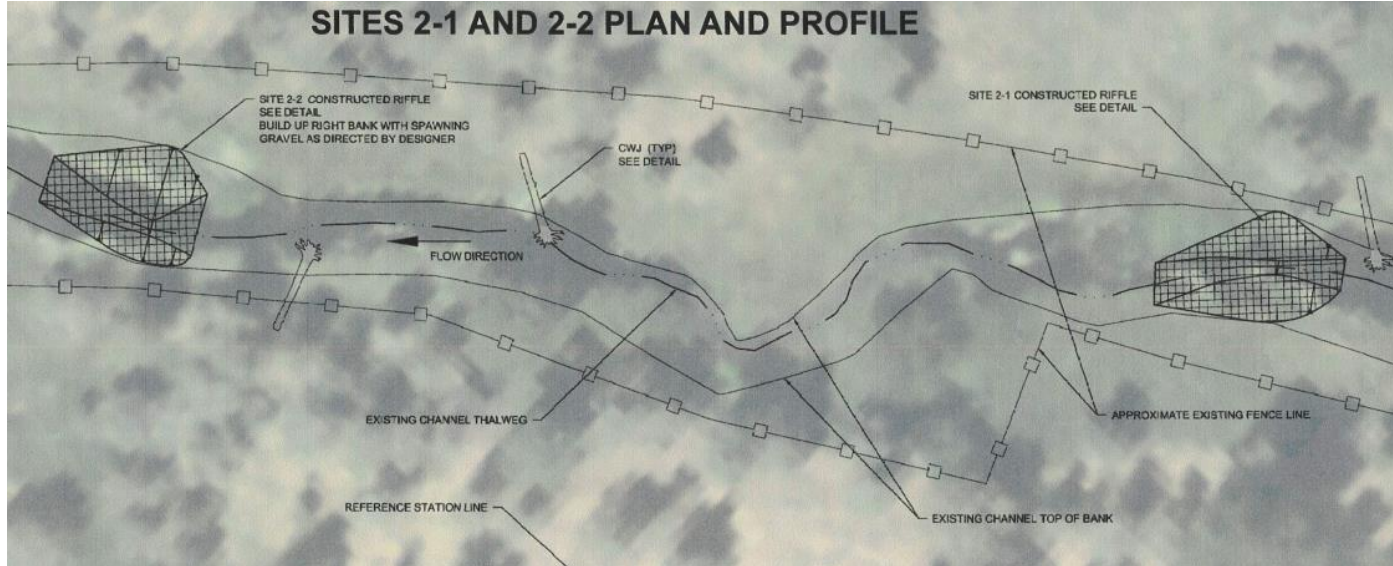 SITES 2-1 AND 2-2 PLAN AND PROFILE
SITE 2-2 CONSTRUCTED RIFFLE
SEE DETAIL
BUILD UP RIGHT BANK WITH SPAWNING
GRAVEL AS DIRECTED BY DESIGNER
CWJ (TYP)
SEE DETAIL
SITE 2-1 CONSTRUCTED RIFFLE
SEE DETAIL
FLOW DIRECTION
EXISTING CHANNEL THALWEG
APPROXIMATE EXISTING FENCE LINE
REFERENCE STATION LINE
EXISTING CHANNEL TOP OF BANK